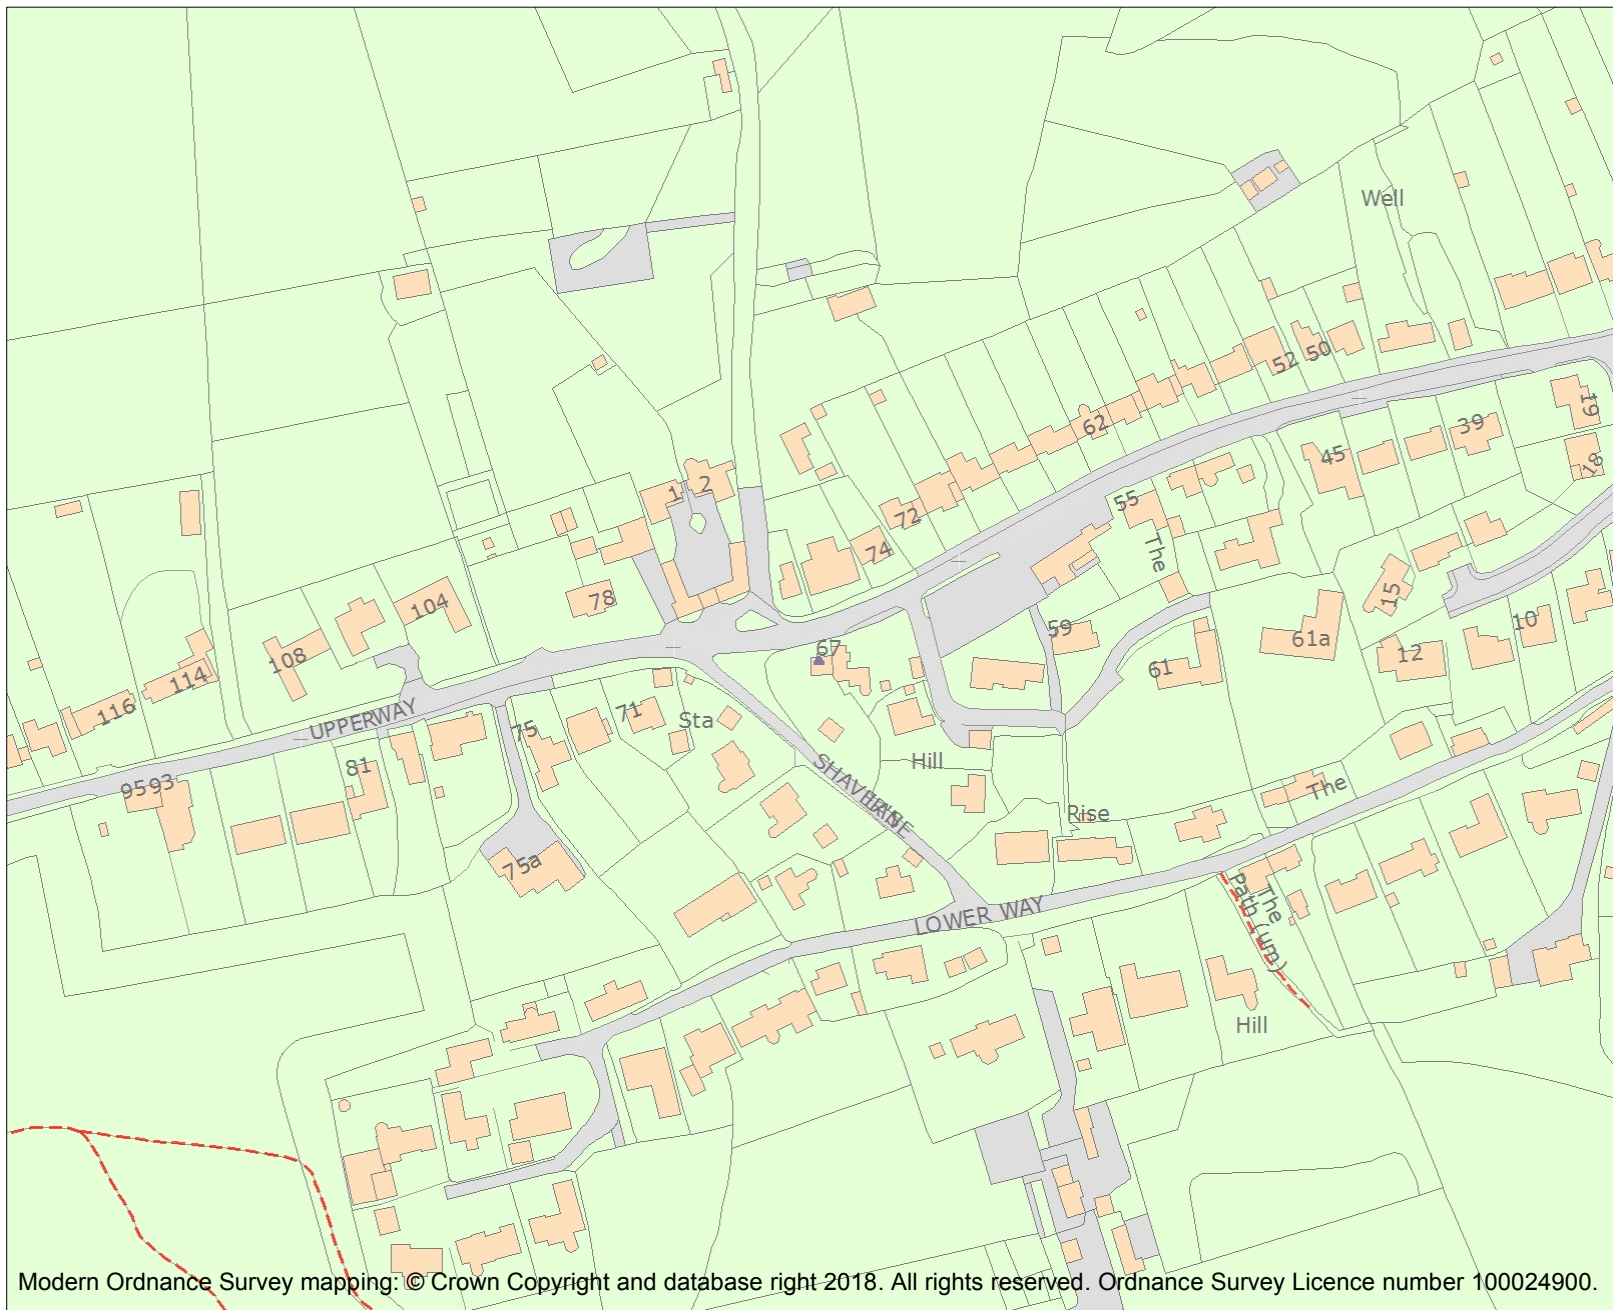 Well
52
50
62
19
39
45
18
1
2
55
72
The
74
15
78
104
10
59
61a
67
12
108
61
114
116
71
Sta
UPPERWAY
75
Hill
81
SHAVE
95
93
The
Rise
75a
LOWER WAY
The
Path (um)
Hill
Modern Ordnance Survey mapping: © Crown Copyright and database right 2018. All rights reserved. Ordnance Survey Licence number 100024900.